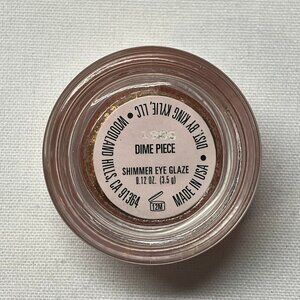 DIME PIECE
SHIMMER EYE GLAZE
0.12 OZ. (3.5 g)
12M
• DIST. BY KING KYLIE, LLC • WOODLAND HILLS, CA 91364
MADE IN USA •